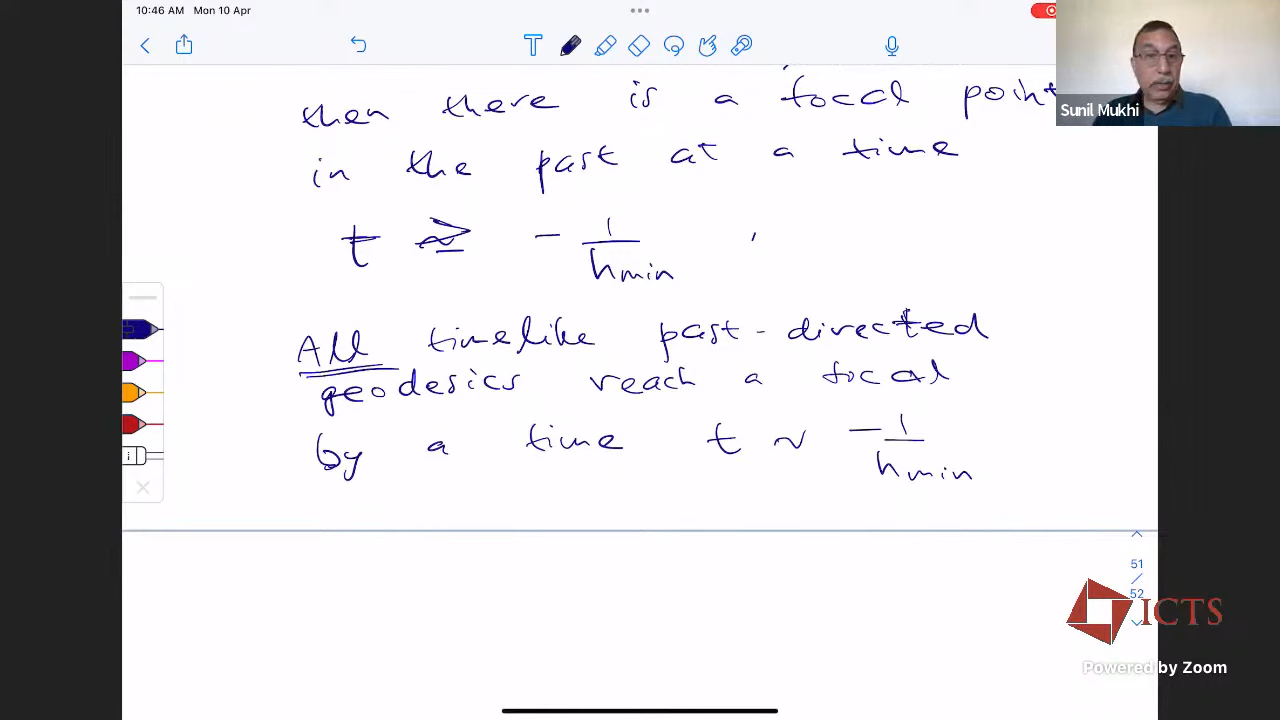 10:46 AM Mon 10 Apr
Sunil Mukhi
then there is a focal point
in the past at a time
t ≳ - 1/hmin
All timelike past-directed
geodesics reach a focal
by a time t ~ -1/hmin
51
/
52
ICTS
Powered by Zoom